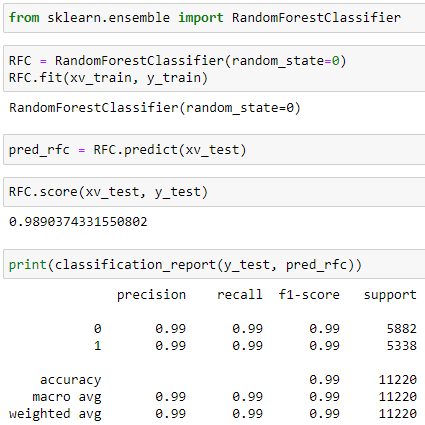 from sklearn.ensemble import RandomForestClassifier
RFC = RandomForestClassifier(random_state=0)
RFC.fit(xv_train, y_train)
RandomForestClassifier(random_state=0)
pred_rfc = RFC.predict(xv_test)
RFC.score(xv_test, y_test)
0.9890374331550802
print(classification_report(y_test, pred_rfc))
precision recall f1-score support
0 0.99 0.99 0.99 5882
1 0.99 0.99 0.99 5338
accuracy 0.99 11220
macro avg 0.99 0.99 0.99 11220
weighted avg 0.99 0.99 0.99 11220